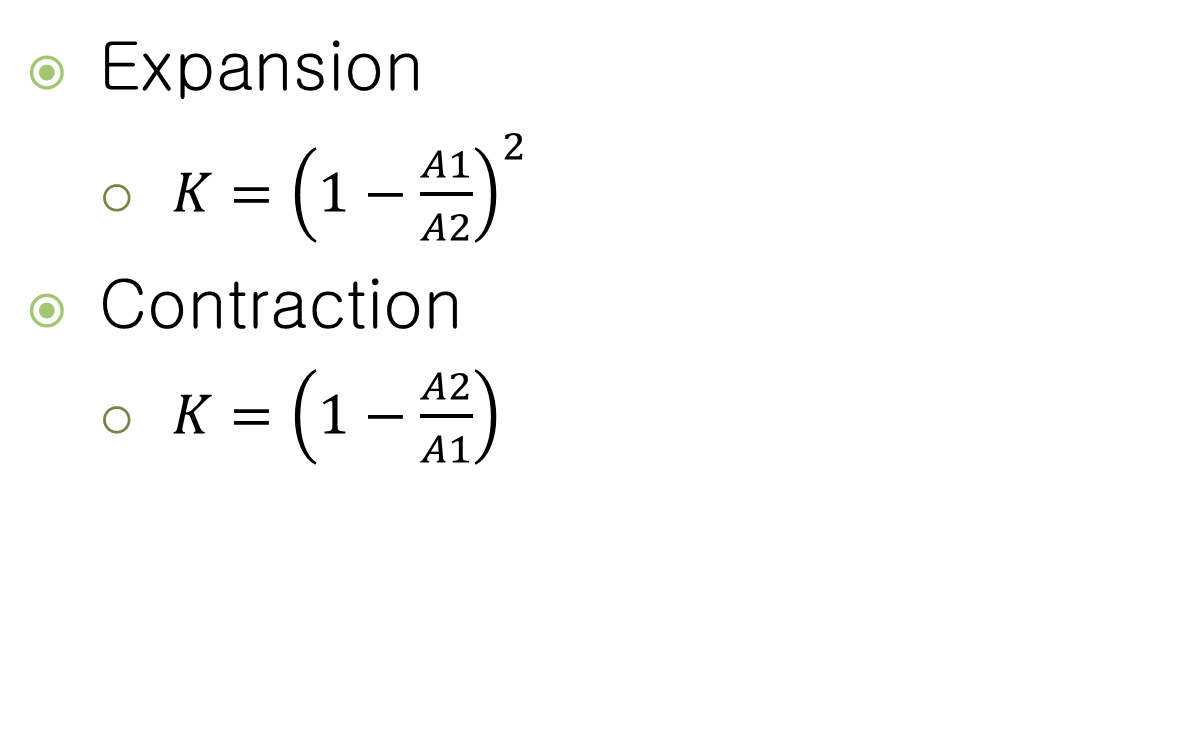 Expansion
K = (1 − A1/A2)²
Contraction
K = (1 − A2/A1)